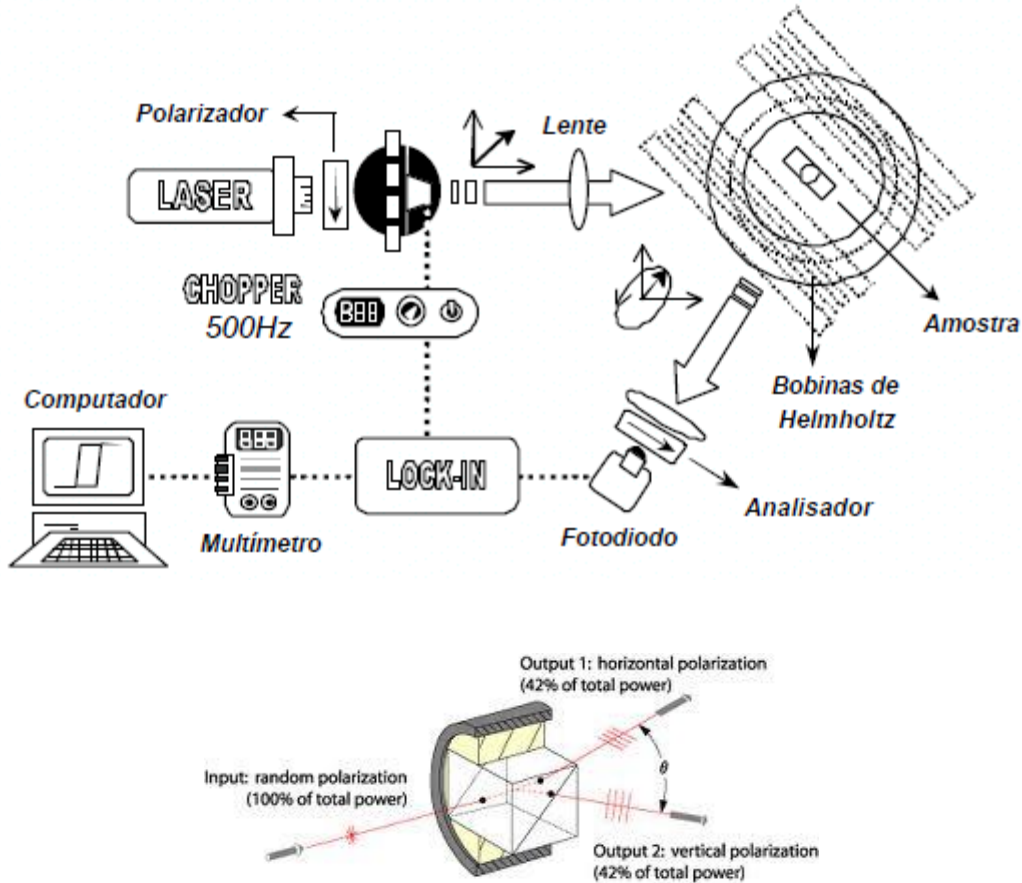 Polarizador
Lente
LASER
CHOPPER
500Hz
Amostra
Bobinas de
Helmholtz
Computador
LOCK-IN
Analisador
Multímetro
Fotodiodo
Output 1: horizontal polarization
(42% of total power)
Input: random polarization
(100% of total power)
θ
Output 2: vertical polarization
(42% of total power)